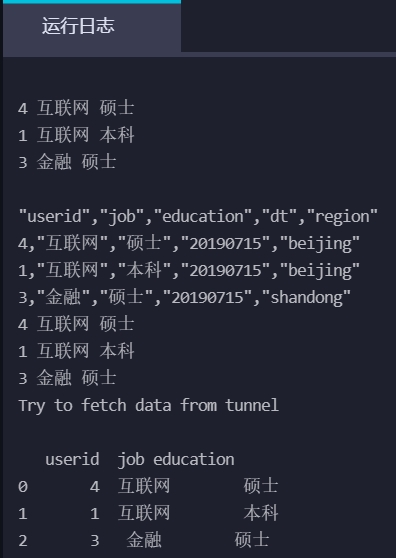 运行日志
4 互联网 硕士
1 互联网 本科
3 金融 硕士
"userid","job","education","dt","region"
4,"互联网","硕士","20190715","beijing"
1,"互联网","本科","20190715","beijing"
3,"金融","硕士","20190715","shandong"
4 互联网 硕士
1 互联网 本科
3 金融 硕士
Try to fetch data from tunnel
userid job education
0 4 互联网 硕士
1 1 互联网 本科
2 3 金融 硕士